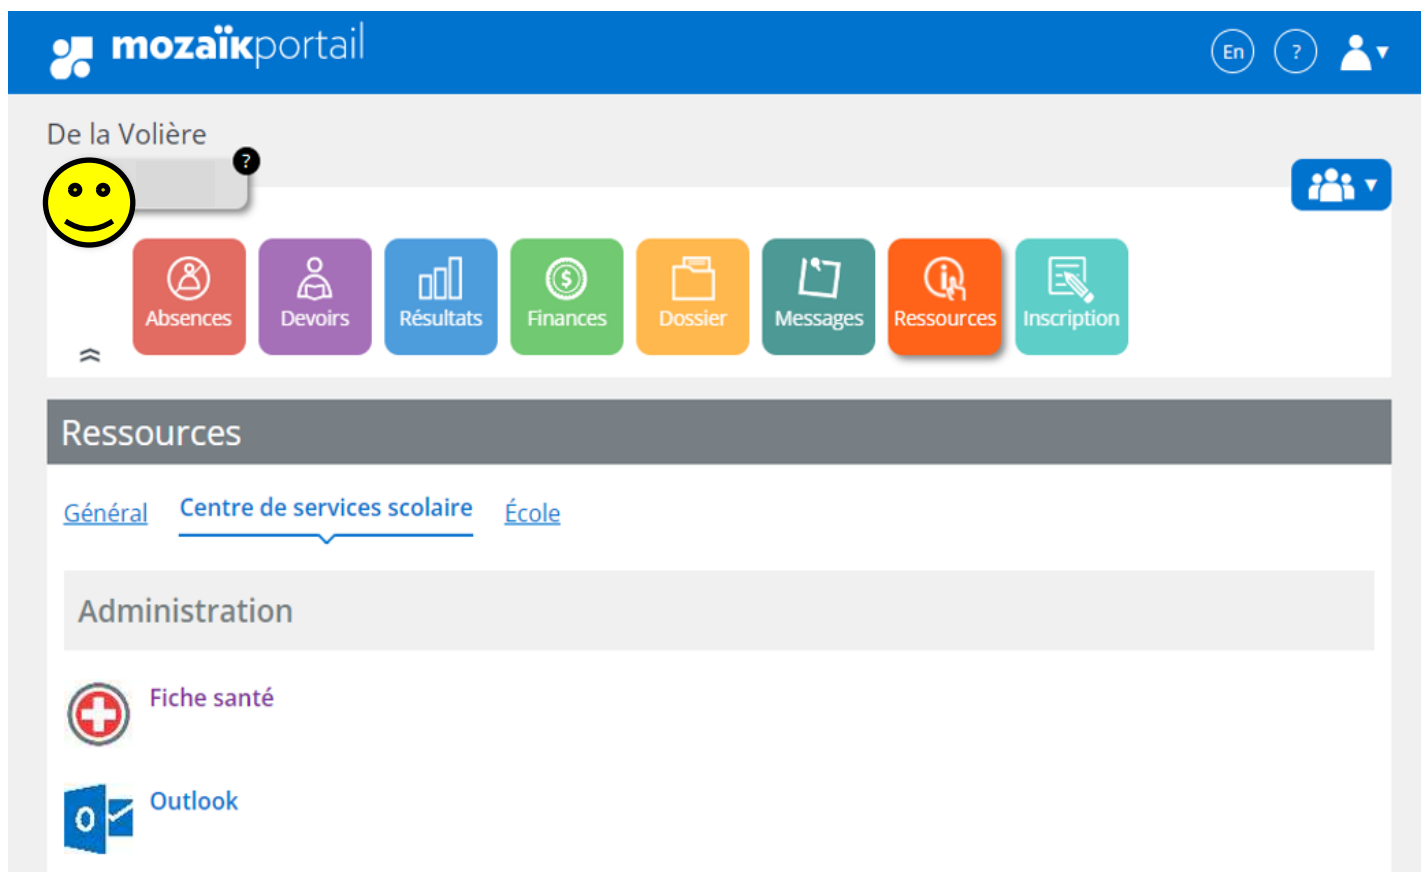 mozaïkportail
En
?
De la Volière
?
Absences
Devoirs
Résultats
Finances
Dossier
Messages
Ressources
Inscription
Ressources
Général
Centre de services scolaire
École
Administration
Fiche santé
Outlook